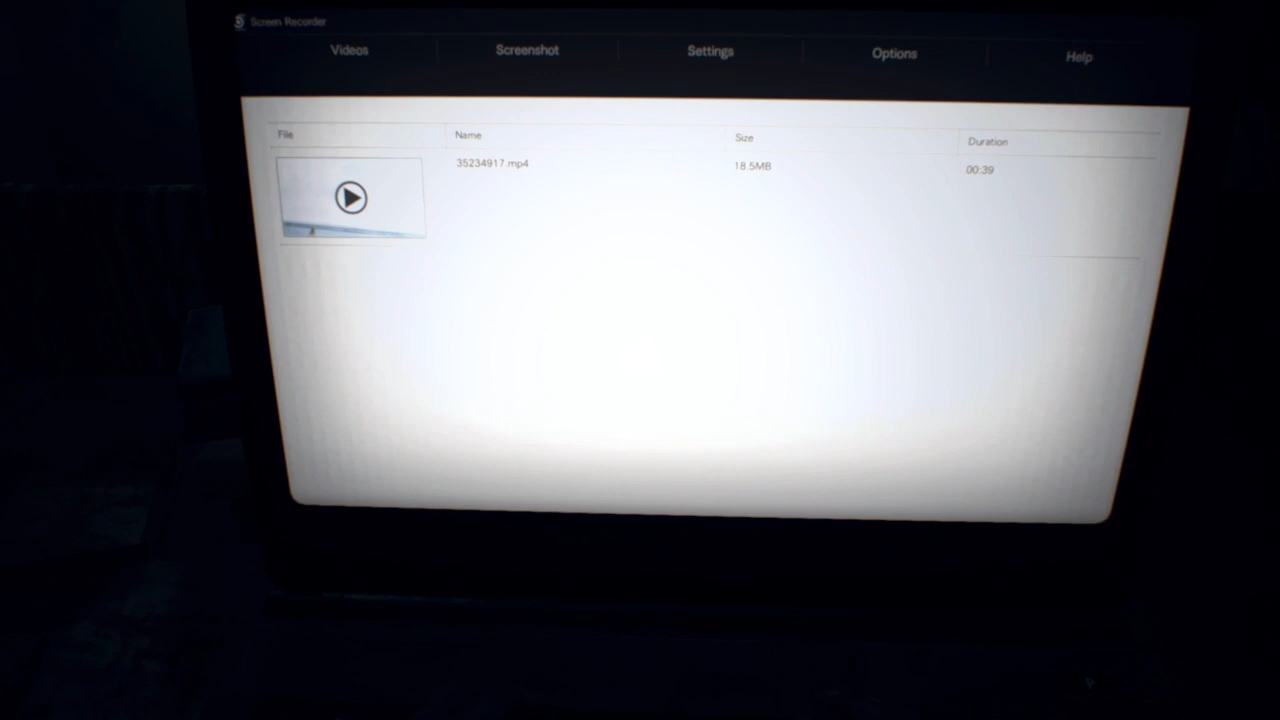 Screen Recorder
Videos Screenshot Settings Options Help
File Name Size Duration
35234917.mp4 18.5MB 00:39